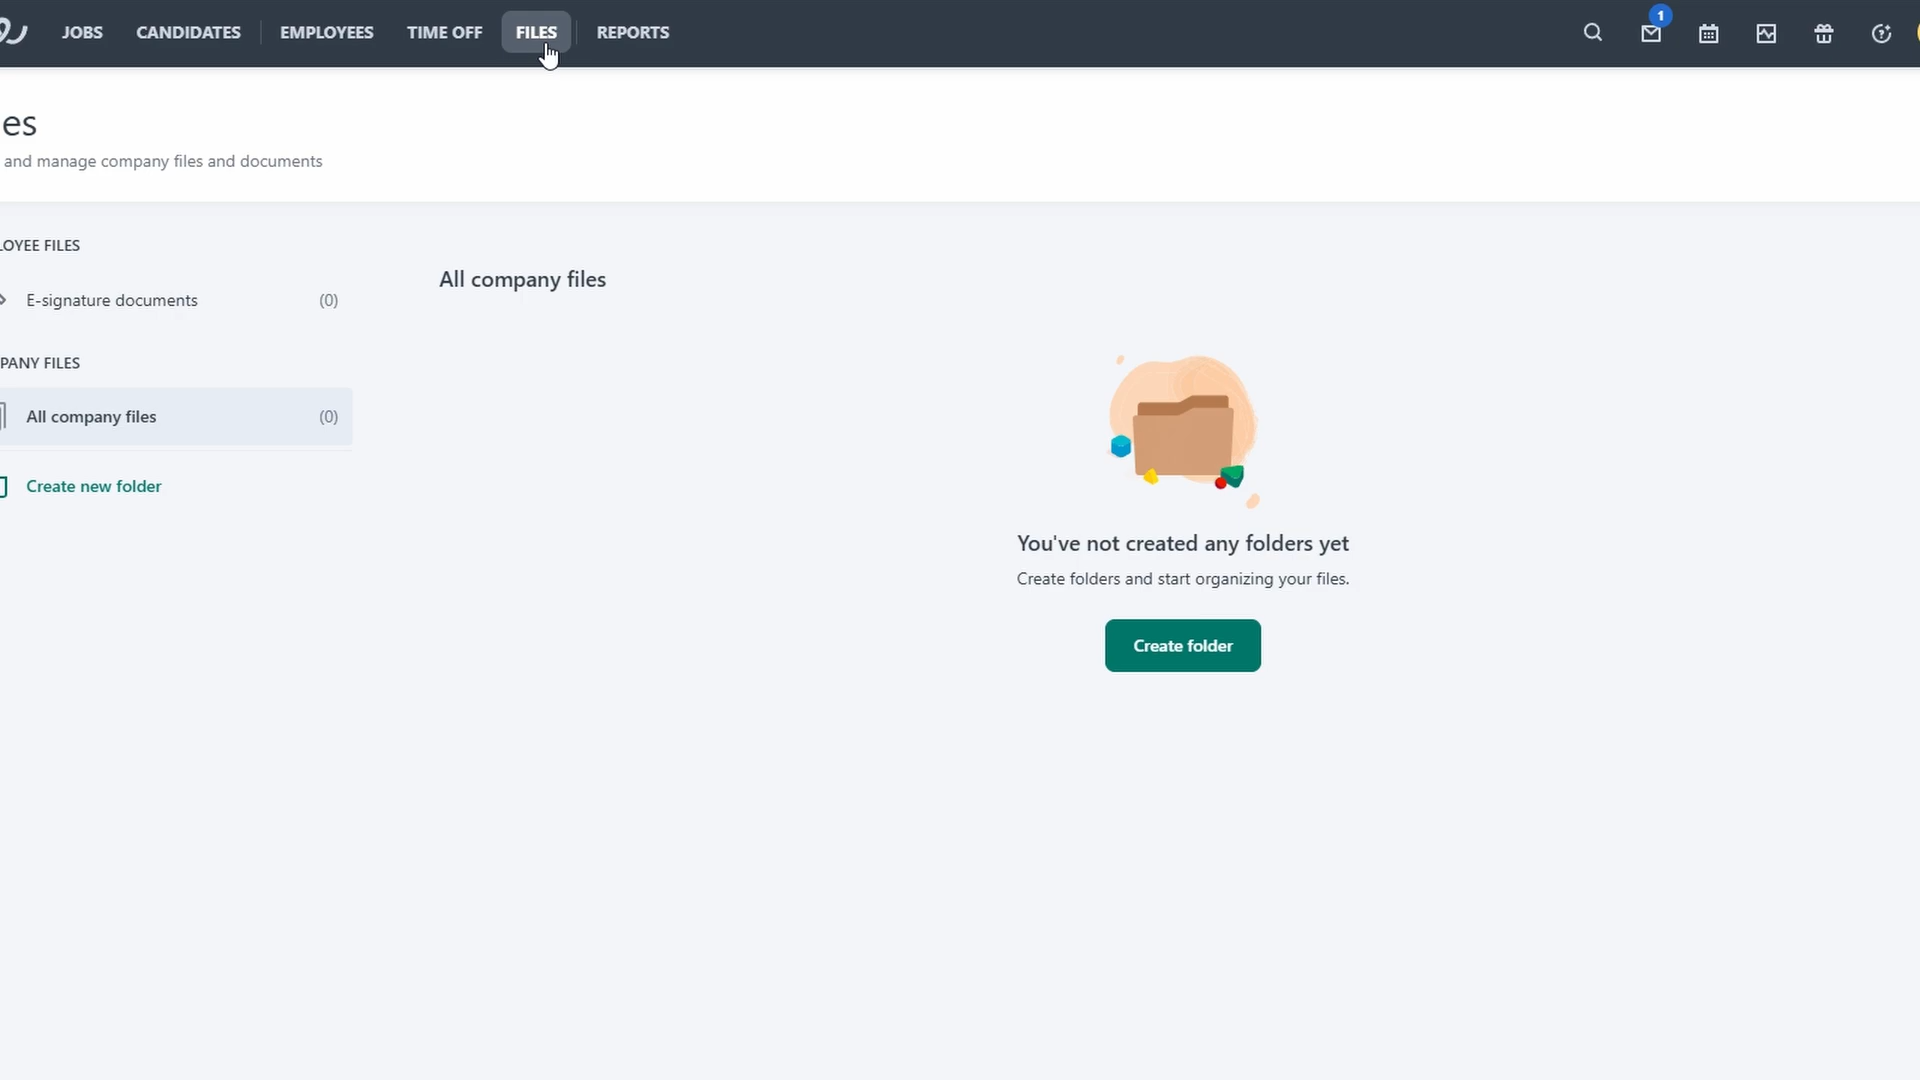 JOBS CANDIDATES EMPLOYEES TIME OFF FILES REPORTS 1
es
and manage company files and documents
LOYEE FILES
E-signature documents (0)
PANY FILES
All company files (0)
Create new folder
All company files
You've not created any folders yet
Create folders and start organizing your files.
Create folder